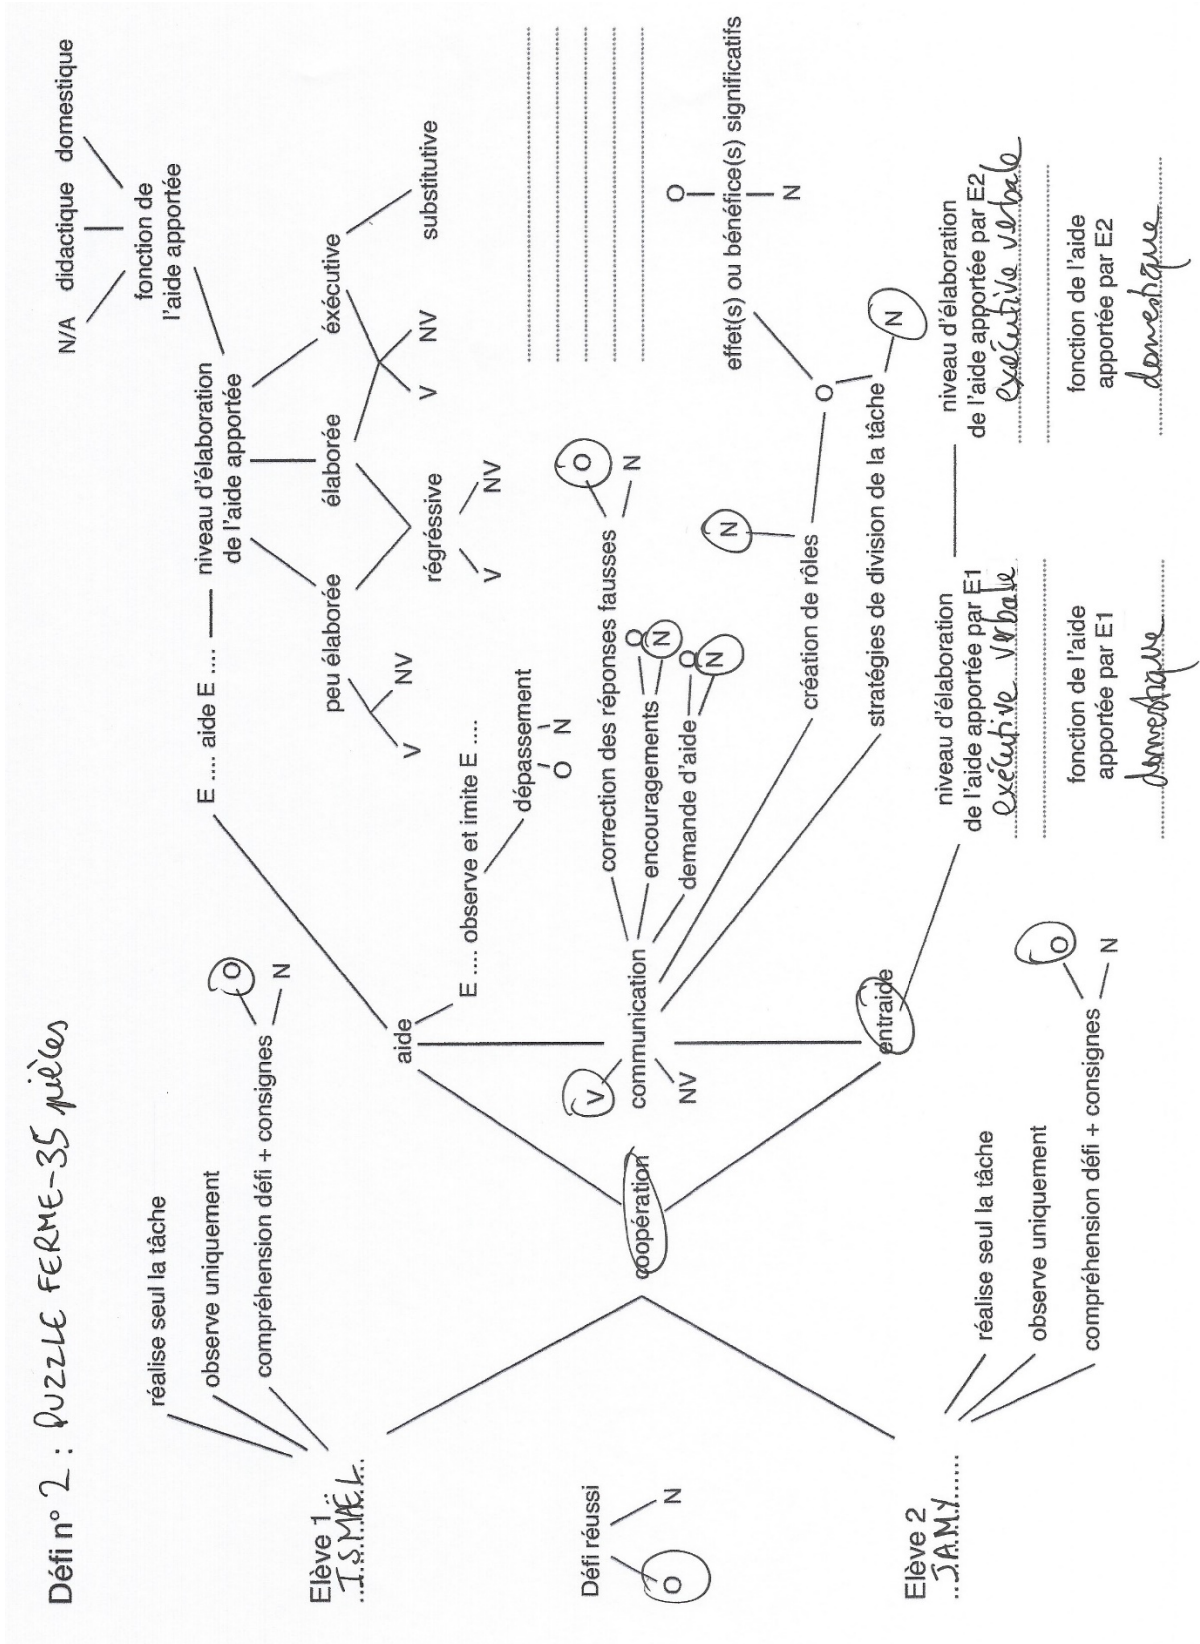 Défi n° 2 : PUZZLE FERME-35 pièces
Elève 1
ISMAËL
réalise seul la tâche
observe uniquement
compréhension défi + consignes
O
N
Défi réussi
O
N
Elève 2
JAMY
réalise seul la tâche
observe uniquement
compréhension défi + consignes
O
N
coopération
aide
E .... aide E ....
niveau d'élaboration
de l'aide apportée
fonction de
l'aide apportée
N/A
didactique
domestique
peu élaborée
V
NV
élaborée
régréssive
V
NV
éxécutive
V
NV
substitutive
E .... observe et imite E ....
dépassement
O
N
communication
V
NV
correction des réponses fausses
O
N
encouragements
O
N
demande d'aide
O
N
création de rôles
N
O
stratégies de division de la tâche
N
effet(s) ou bénéfice(s) significatifs
O
N
entraide
niveau d'élaboration
de l'aide apportée par E1
exécutive verbale
fonction de l'aide
apportée par E1
domestique
niveau d'élaboration
de l'aide apportée par E2
exécutive verbale
fonction de l'aide
apportée par E2
domestique